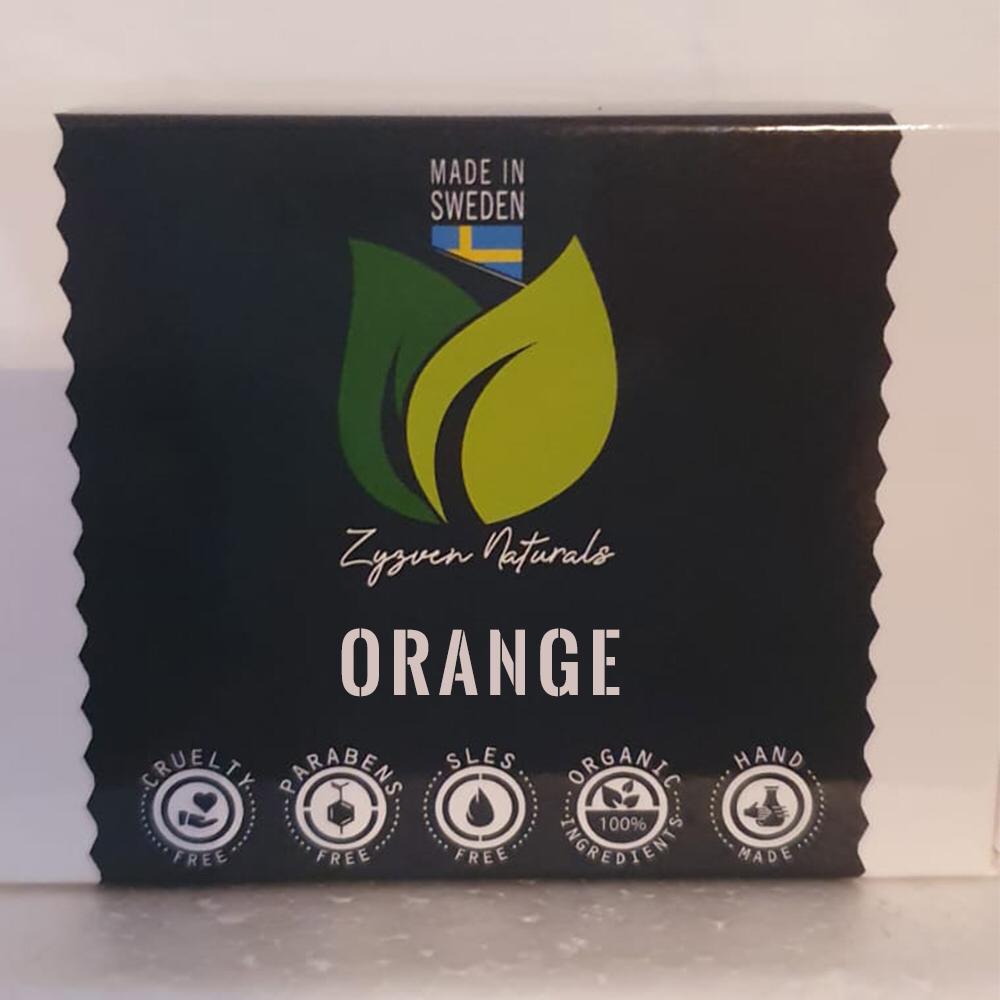 MADE IN
SWEDEN
Zyzven Naturals
ORANGE
CRUELTY
FREE
PARABENS
FREE
SLES
FREE
ORGANIC
100%
INGREDIENTS
HAND
MADE